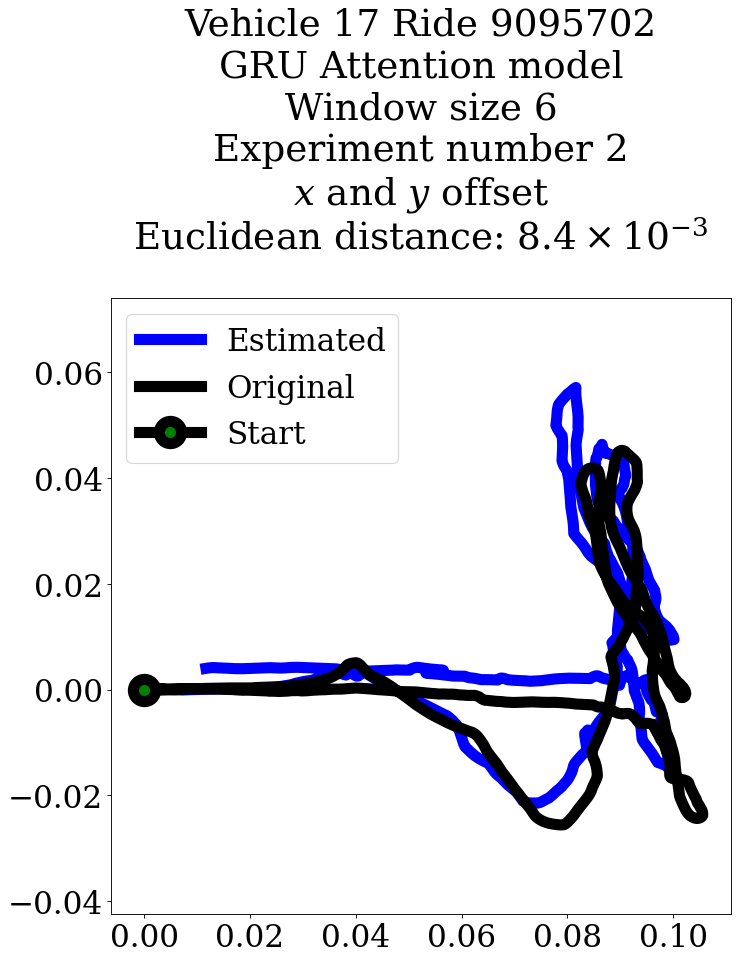 Vehicle 17 Ride 9095702
GRU Attention model
Window size 6
Experiment number 2
x and y offset
Euclidean distance: 8.4 × 10⁻³
Estimated
Original
Start
0.06
0.04
0.02
0.00
−0.02
−0.04
0.00 0.02 0.04 0.06 0.08 0.10